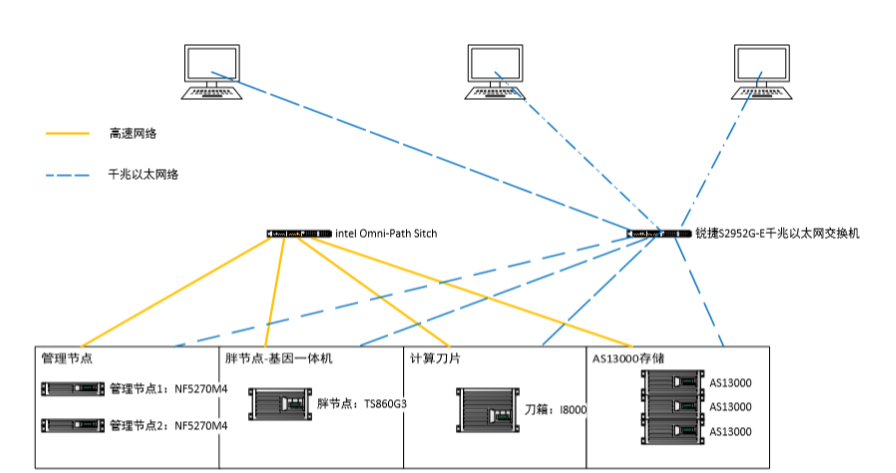 高速网络
千兆以太网络
intel Omni-Path Sitch
锐捷S2952G-E千兆以太网交换机
管理节点
胖节点-基因一体机
计算刀片
AS13000存储
管理节点1：NF5270M4
管理节点2：NF5270M4
胖节点：TS860G3
刀箱：I8000
AS13000
AS13000
AS13000